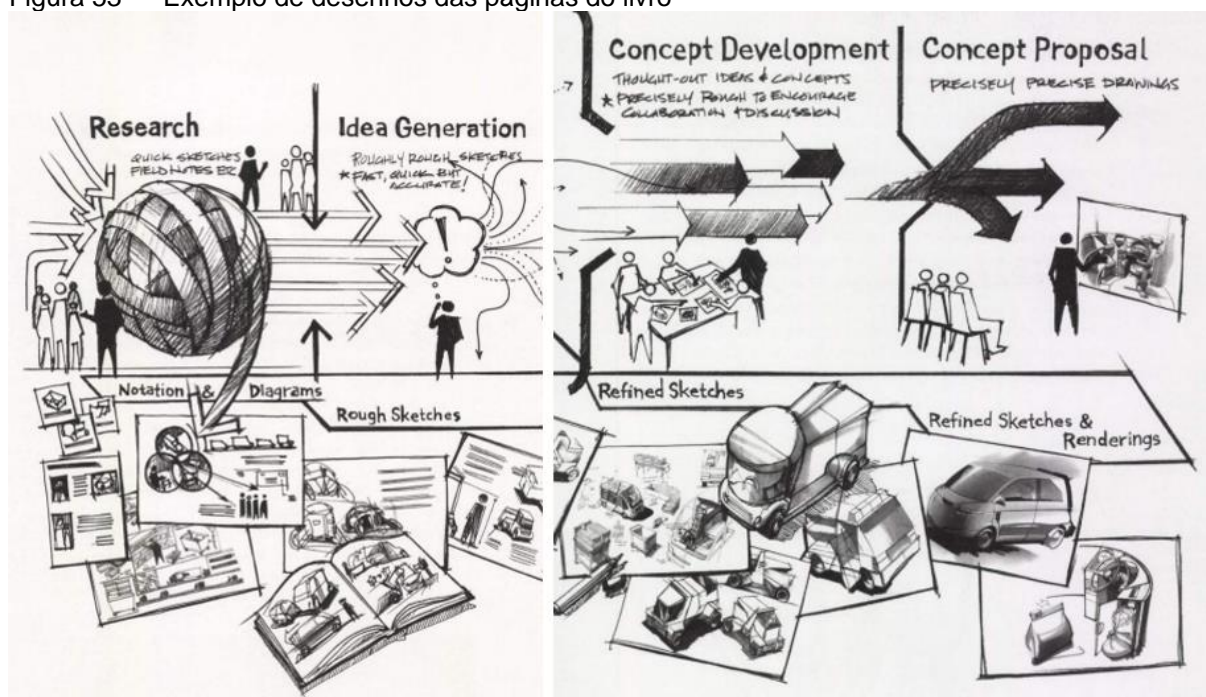 Figura 53 Exemplo de desenhos das páginas do livro
Research
QUICK SKETCHES
FIELD NOTES
Idea Generation
ROUGHLY ROUGH SKETCHES
* FAST, QUICK BUT
ACCURATE!
!
Concept Development
THOUGHT-OUT IDEAS & CONCEPTS
* PRECISELY ROUGH TO ENCOURAGE
COLLABORATION & DISCUSSION
Concept Proposal
PRECISELY PRECISE DRAWINGS
Notation & Diagrams
Rough Sketches
Refined Sketches
Refined Sketches &
Renderings